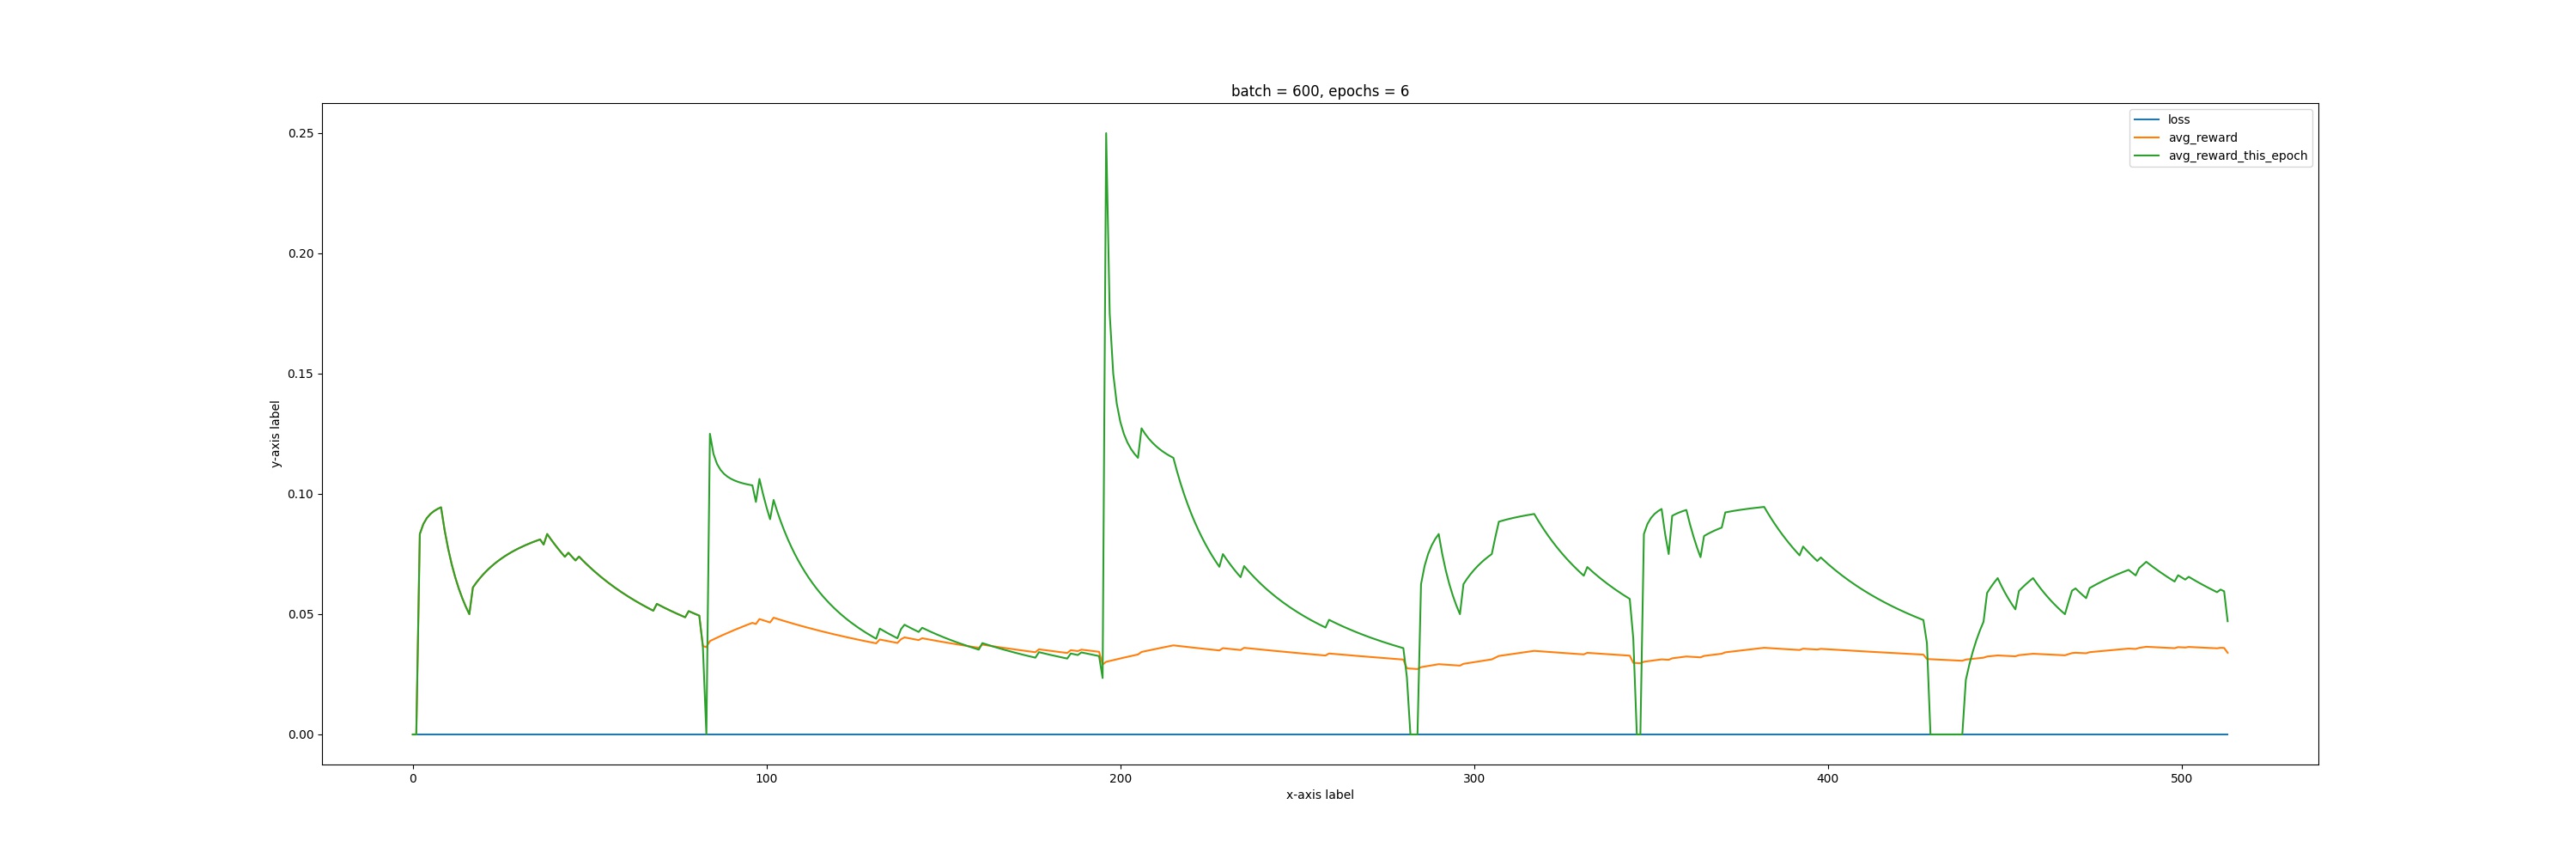 batch = 600, epochs = 6
loss
avg_reward
avg_reward_this_epoch
0.25
0.20
0.15
0.10
0.05
0.00
y-axis label
0 100 200 300 400 500
x-axis label